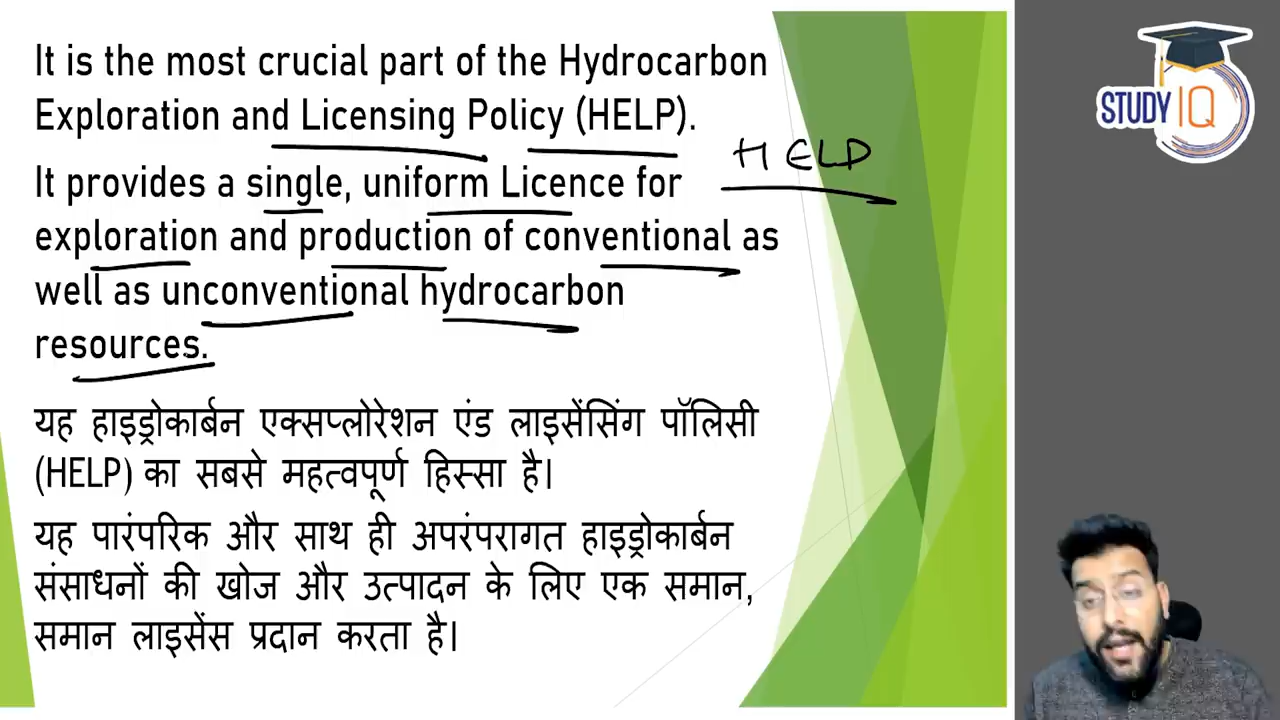 It is the most crucial part of the Hydrocarbon
Exploration and Licensing Policy (HELP).
HELP
It provides a single, uniform Licence for
exploration and production of conventional as
well as unconventional hydrocarbon
resources.
यह हाइड्रोकार्बन एक्सप्लोरेशन एंड लाइसेंसिंग पॉलिसी
(HELP) का सबसे महत्वपूर्ण हिस्सा है।
यह पारंपरिक और साथ ही अपरंपरागत हाइड्रोकार्बन
संसाधनों की खोज और उत्पादन के लिए एक समान,
समान लाइसेंस प्रदान करता है।
STUDY IQ